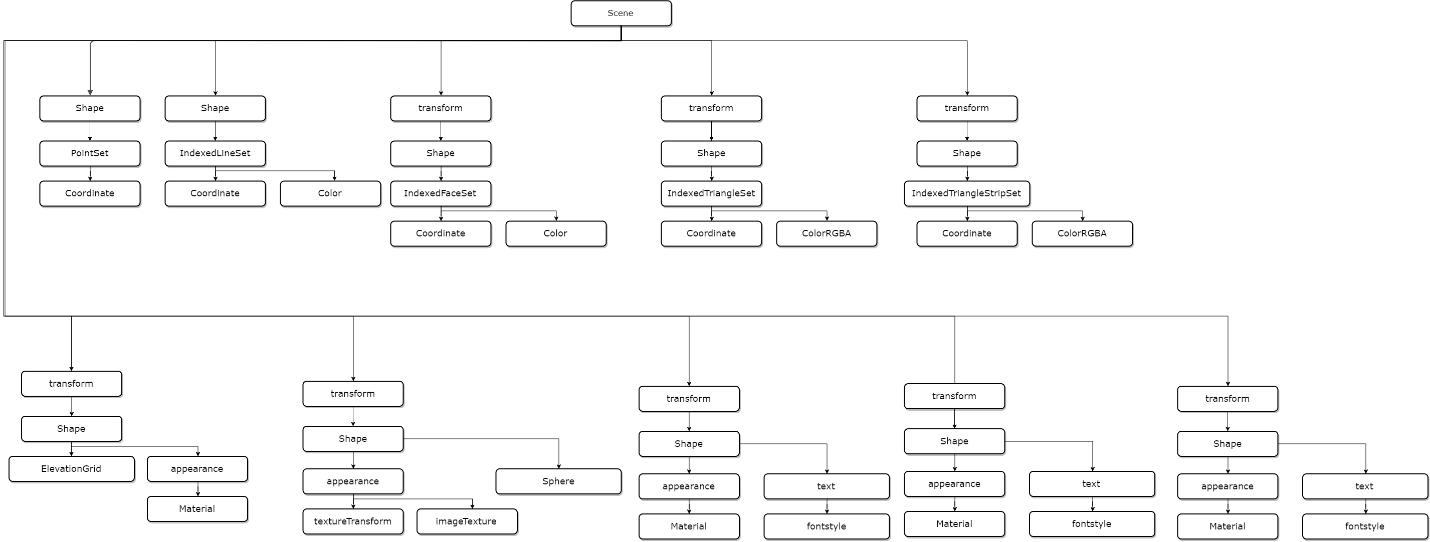 Scene
Shape
Shape
transform
transform
transform
PointSet
IndexedLineSet
Shape
Shape
Shape
Coordinate
Coordinate
Color
IndexedFaceSet
IndexedTriangleSet
IndexedTriangleStripSet
Coordinate
Color
Coordinate
ColorRGBA
Coordinate
ColorRGBA
transform
transform
transform
transform
transform
Shape
Shape
Shape
Shape
Shape
ElevationGrid
appearance
appearance
Sphere
appearance
text
appearance
text
appearance
text
Material
textureTransform
imageTexture
Material
fontstyle
Material
fontstyle
Material
fontstyle